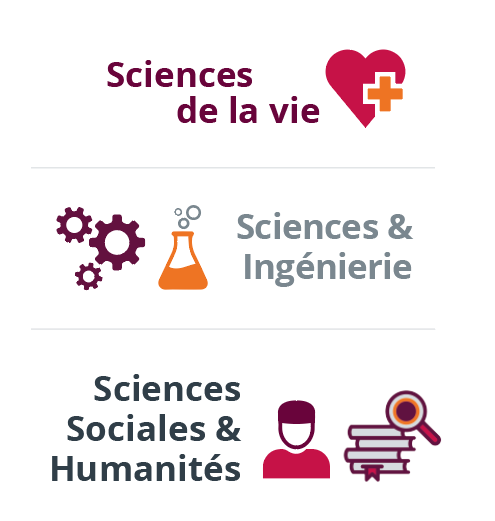 Sciences
de la vie
Sciences &
Ingénierie
Sciences
Sociales &
Humanités